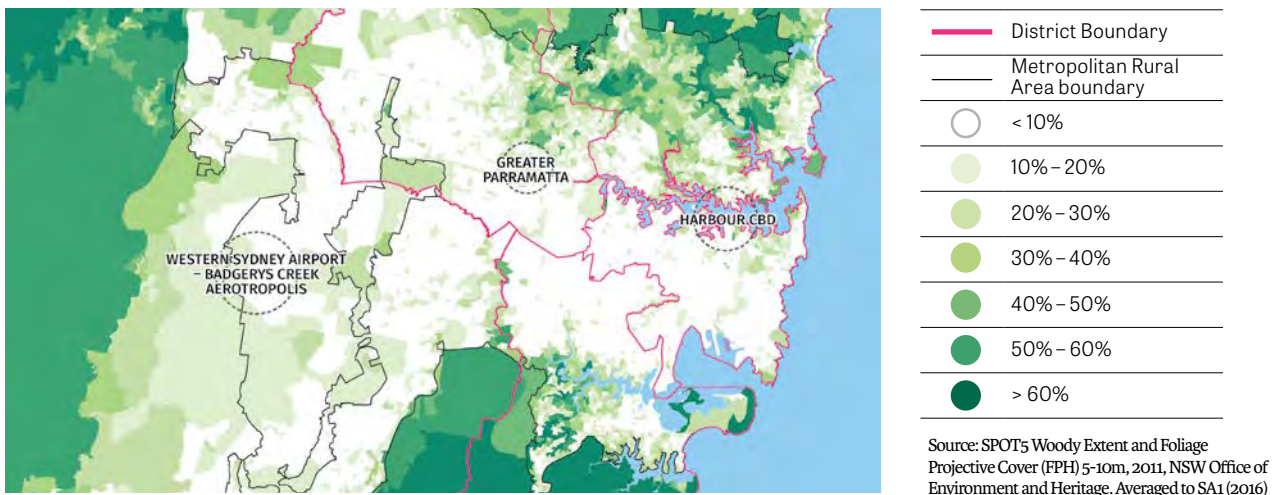 GREATER
PARRAMATTA
HARBOUR CBD
WESTERN SYDNEY AIRPORT
– BADGERYS CREEK
AEROTROPOLIS
District Boundary
Metropolitan Rural
Area boundary
< 10%
10% – 20%
20% – 30%
30% – 40%
40% – 50%
50% – 60%
> 60%
Source: SPOT5 Woody Extent and Foliage
Projective Cover (FPH) 5-10m, 2011, NSW Office of
Environment and Heritage. Averaged to SA1 (2016)